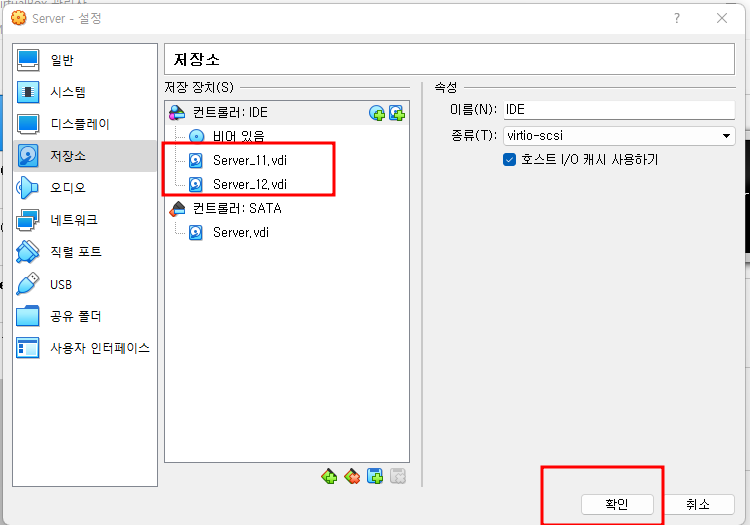 Server - 설정
?
일반
시스템
디스플레이
저장소
오디오
네트워크
직렬 포트
USB
공유 폴더
사용자 인터페이스
저장소
저장 장치(S)
컨트롤러: IDE
비어 있음
Server_11.vdi
Server_12.vdi
컨트롤러: SATA
Server.vdi
속성
이름(N): IDE
종류(T): virtio-scsi
호스트 I/O 캐시 사용하기
확인
취소